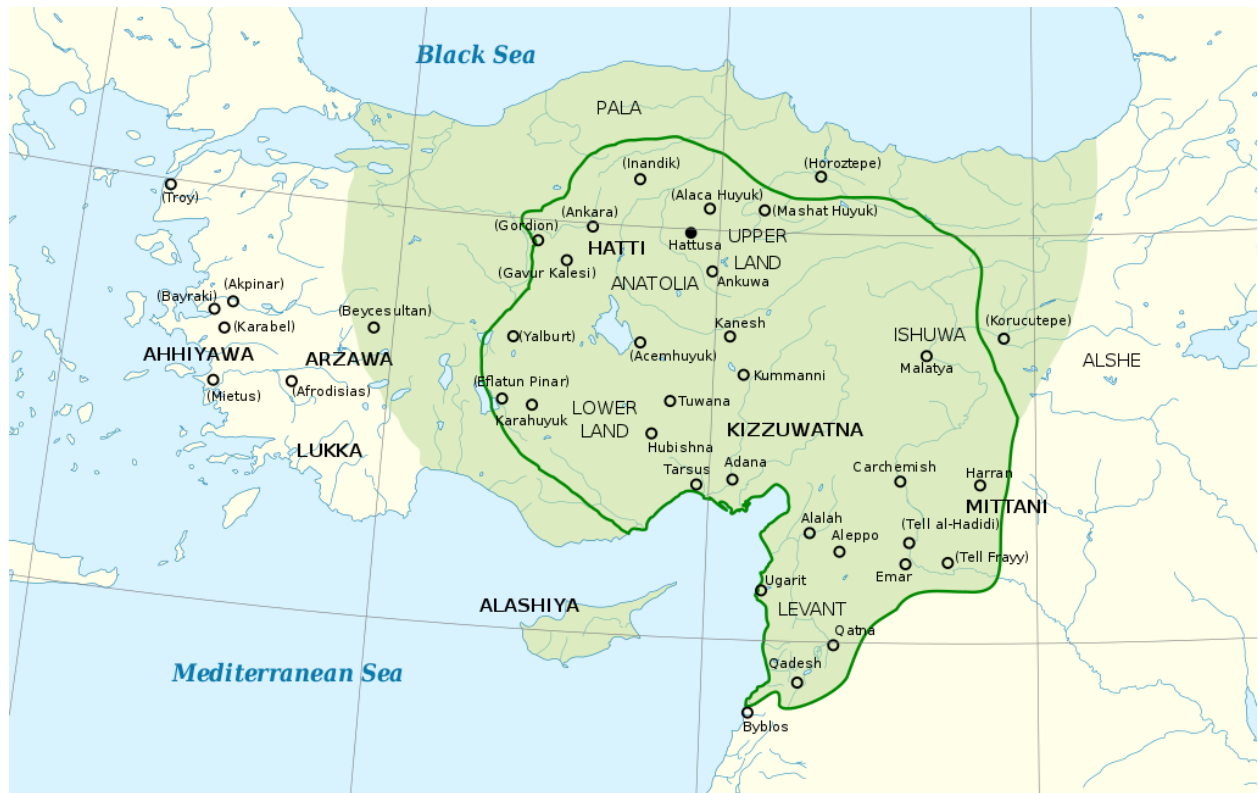 Black Sea
PALA
(Inandik)
(Horoztepe)
(Troy)
(Alaca Huyuk)
(Mashat Huyuk)
(Ankara)
(Gordion)
HATTI
Hattusa
UPPER
LAND
(Gavur Kalesi)
ANATOLIA
Ankuwa
(Akpinar)
(Bayraki)
(Karabel)
(Beycesultan)
(Yalburt)
Kanesh
(Acemhuyuk)
ISHUWA
Malatya
(Korucutepe)
ALSHE
AHHIYAWA
ARZAWA
(Mietus)
(Afrodisias)
(Eflatun Pinar)
Karahuyuk
Kummanni
LOWER
LAND
Tuwana
Hubishna
KIZZUWATNA
LUKKA
Tarsus
Adana
Carchemish
Harran
MITTANI
Alalah
Aleppo
(Tell al-Hadidi)
Emar
(Tell Frayy)
Ugarit
ALASHIYA
LEVANT
Qatna
Qadesh
Mediterranean Sea
Byblos